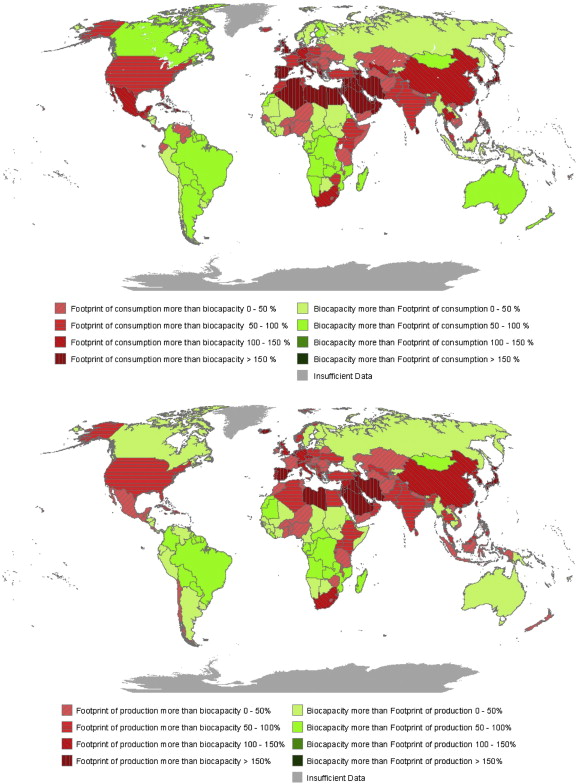 Footprint of consumption more than biocapacity 0 - 50 %
Footprint of consumption more than biocapacity 50 - 100 %
Footprint of consumption more than biocapacity 100 - 150 %
Footprint of consumption more than biocapacity > 150 %
Biocapacity more than Footprint of consumption 0 - 50 %
Biocapacity more than Footprint of consumption 50 - 100 %
Biocapacity more than Footprint of consumption 100 - 150 %
Biocapacity more than Footprint of consumption > 150 %
Insufficient Data
Footprint of production more than biocapacity 0 - 50%
Footprint of production more than biocapacity 50 - 100%
Footprint of production more than biocapacity 100 - 150%
Footprint of production more than biocapacity > 150%
Biocapacity more than Footprint of production 0 - 50%
Biocapacity more than Footprint of production 50 - 100%
Biocapacity more than Footprint of production 100 - 150%
Biocapacity more than Footprint of production > 150%
Insufficient Data